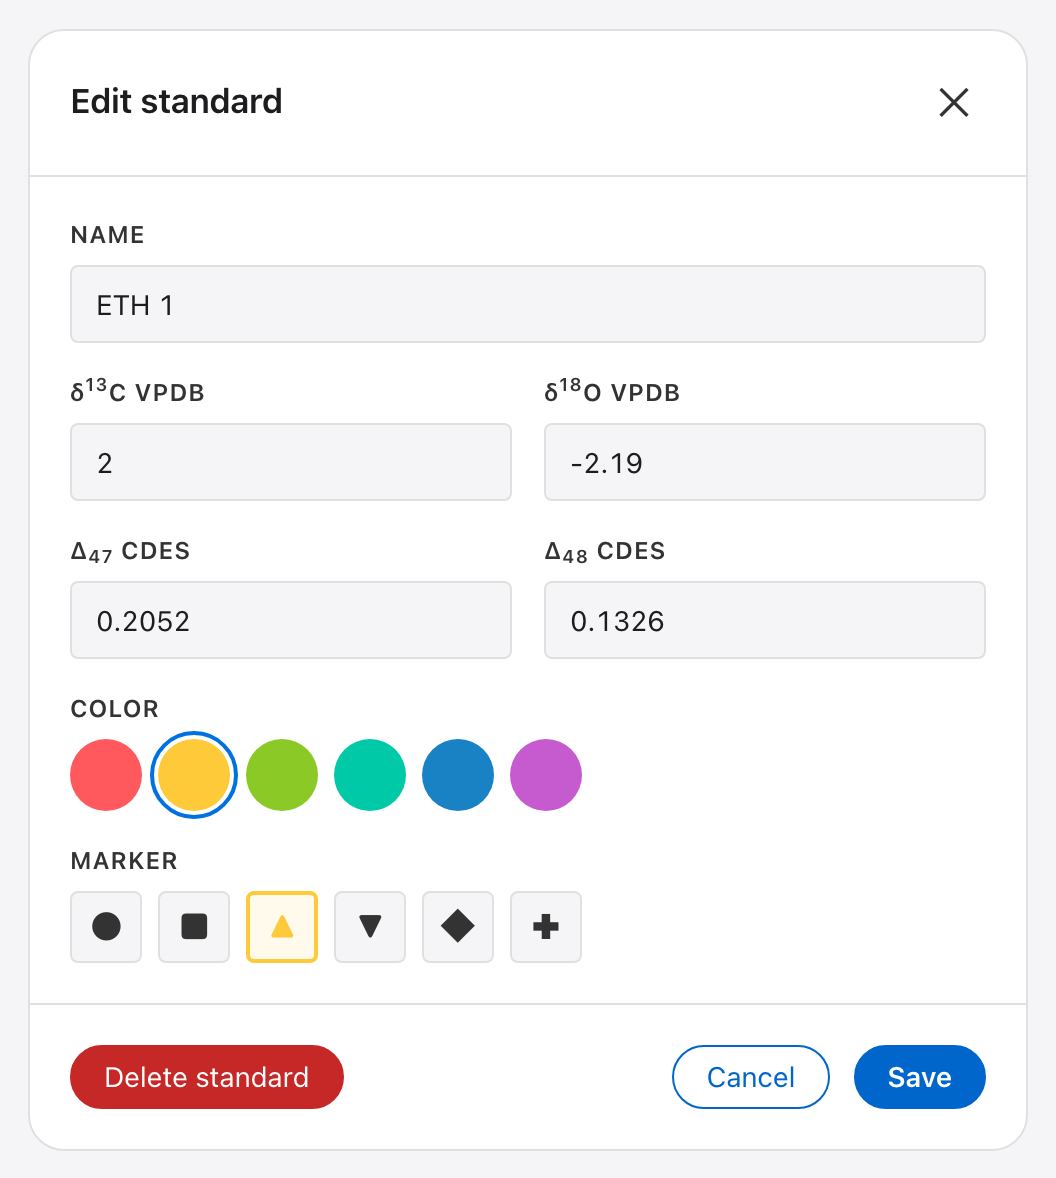 Edit standard
NAME
ETH 1
δ¹³C VPDB
δ¹⁸O VPDB
2
-2.19
Δ₄₇ CDES
Δ₄₈ CDES
0.2052
0.1326
COLOR
MARKER
Delete standard
Cancel
Save